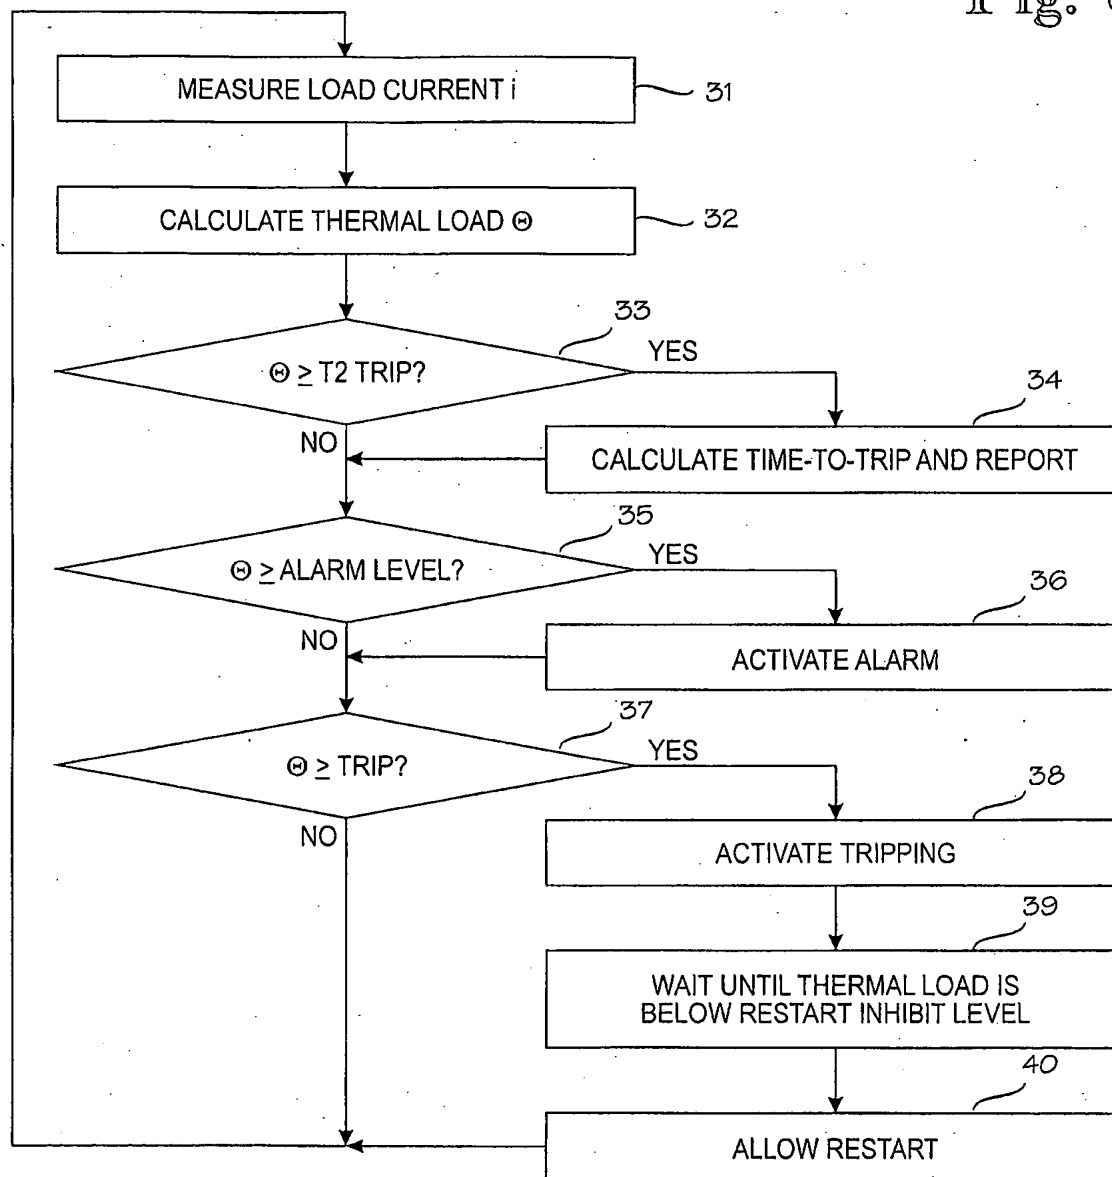 Fig.
MEASURE LOAD CURRENT i
31
CALCULATE THERMAL LOAD Θ
32
33
Θ ≥ T2 TRIP?
YES
NO
34
CALCULATE TIME-TO-TRIP AND REPORT
35
Θ ≥ ALARM LEVEL?
YES
NO
36
ACTIVATE ALARM
37
Θ ≥ TRIP?
YES
NO
38
ACTIVATE TRIPPING
39
WAIT UNTIL THERMAL LOAD IS
BELOW RESTART INHIBIT LEVEL
40
ALLOW RESTART